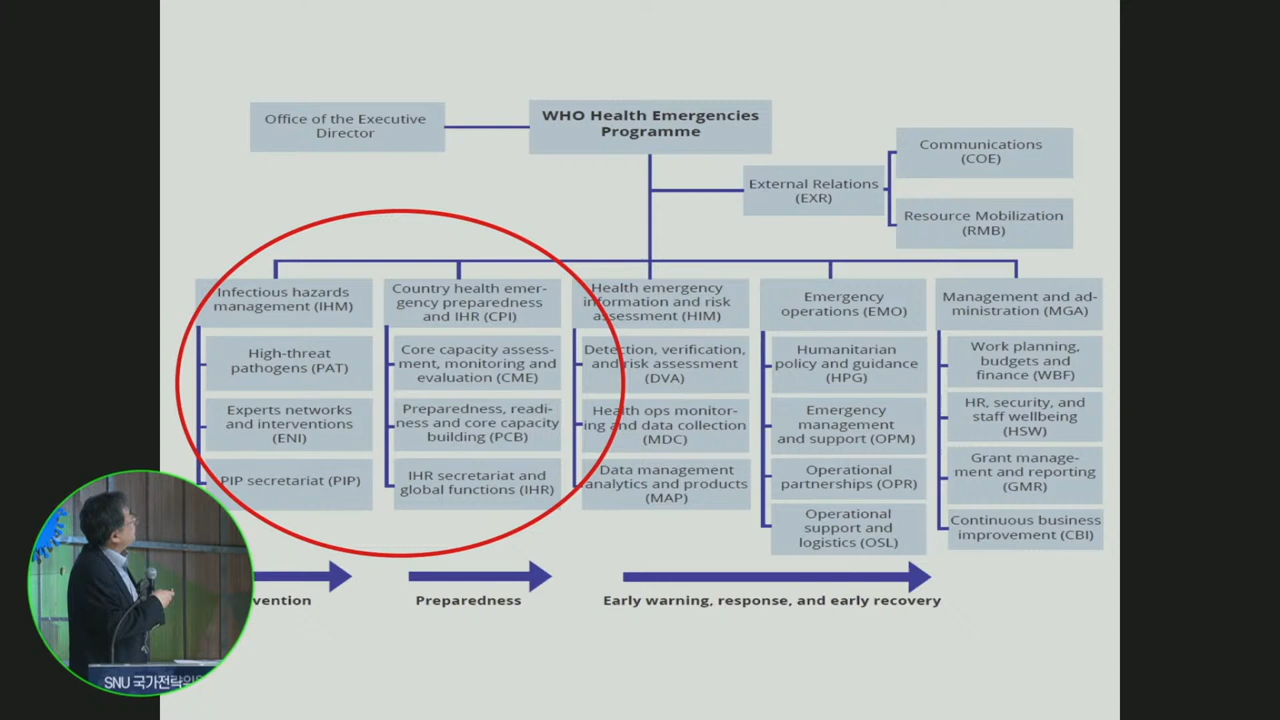 Office of the Executive
Director
WHO Health Emergencies
Programme
External Relations
(EXR)
Communications
(COE)
Resource Mobilization
(RMB)
Infectious hazards
management (IHM)
High-threat
pathogens (PAT)
Experts networks
and interventions
(ENI)
PIP secretariat (PIP)
Country health emer-
gency preparedness
and IHR (CPI)
Core capacity assess-
ment, monitoring and
evaluation (CME)
Preparedness, readi-
ness and core capacity
building (PCB)
IHR secretariat and
global functions (IHR)
Health emergency
information and risk
assessment (HIM)
Detection, verification,
and risk assessment
(DVA)
Health ops monitor-
ing and data collection
(MDC)
Data management
analytics and products
(MAP)
Emergency
operations (EMO)
Humanitarian
policy and guidance
(HPG)
Emergency
management
and support (OPM)
Operational
partnerships (OPR)
Operational
support and
logistics (OSL)
Management and ad-
ministration (MGA)
Work planning,
budgets and
finance (WBF)
HR, security, and
staff wellbeing
(HSW)
Grant manage-
ment and reporting
(GMR)
Continuous business
improvement (CBI)
vention
Preparedness
Early warning, response, and early recovery
SNU 국가전략위원